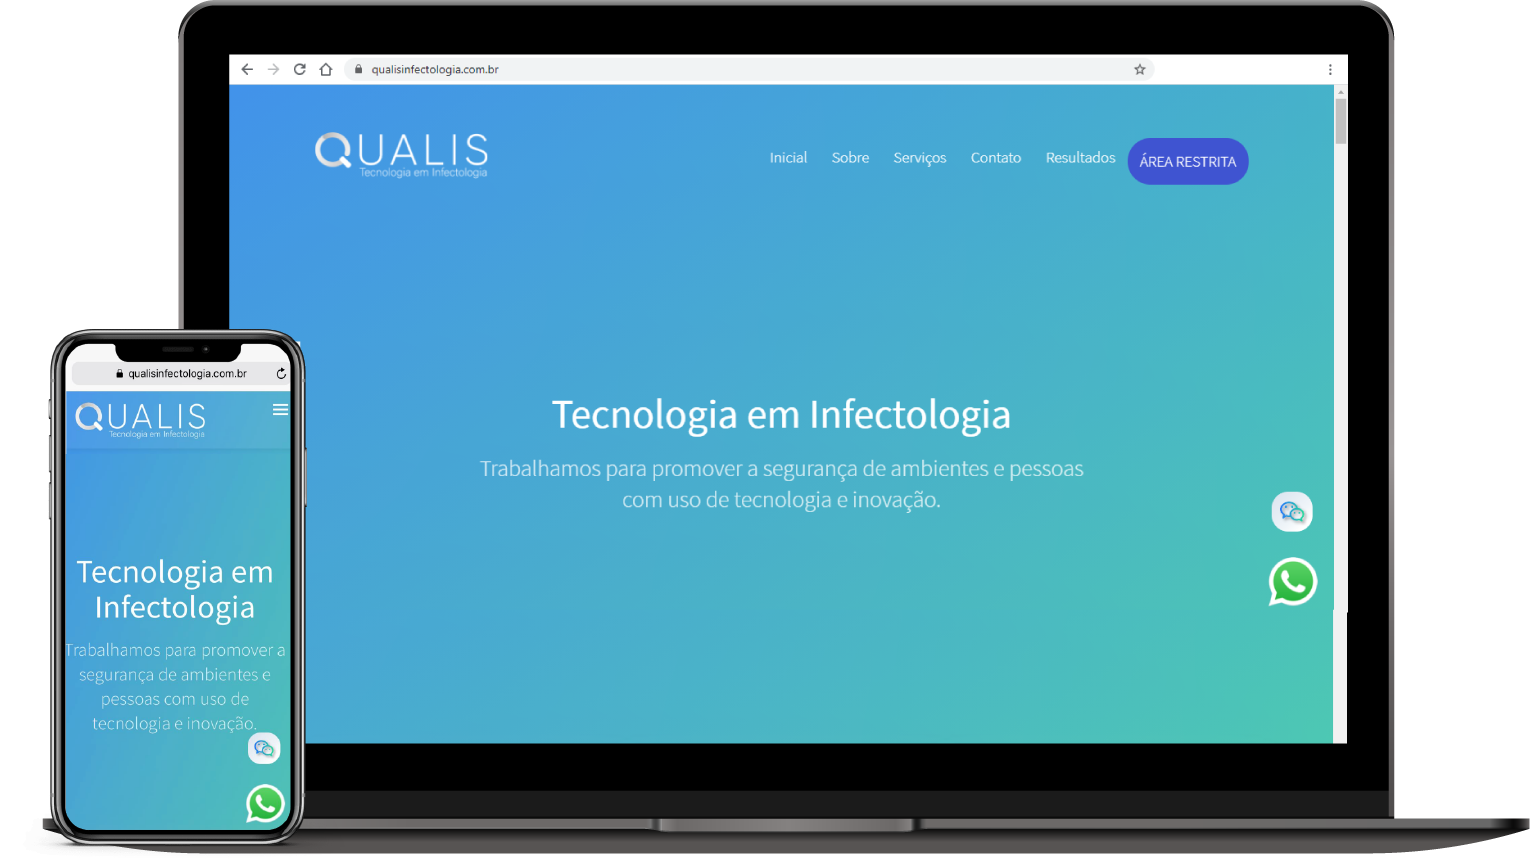 qualisinfectologia.com.br
QUALIS
Tecnologia em Infectologia
Inicial Sobre Serviços Contato Resultados ÁREA RESTRITA
Tecnologia em Infectologia
Trabalhamos para promover a segurança de ambientes e pessoas
com uso de tecnologia e inovação.
qualisinfectologia.com.br
QUALIS
Tecnologia em Infectologia
Tecnologia em
Infectologia
Trabalhamos para promover a
segurança de ambientes e
pessoas com uso de
tecnologia e inovação.